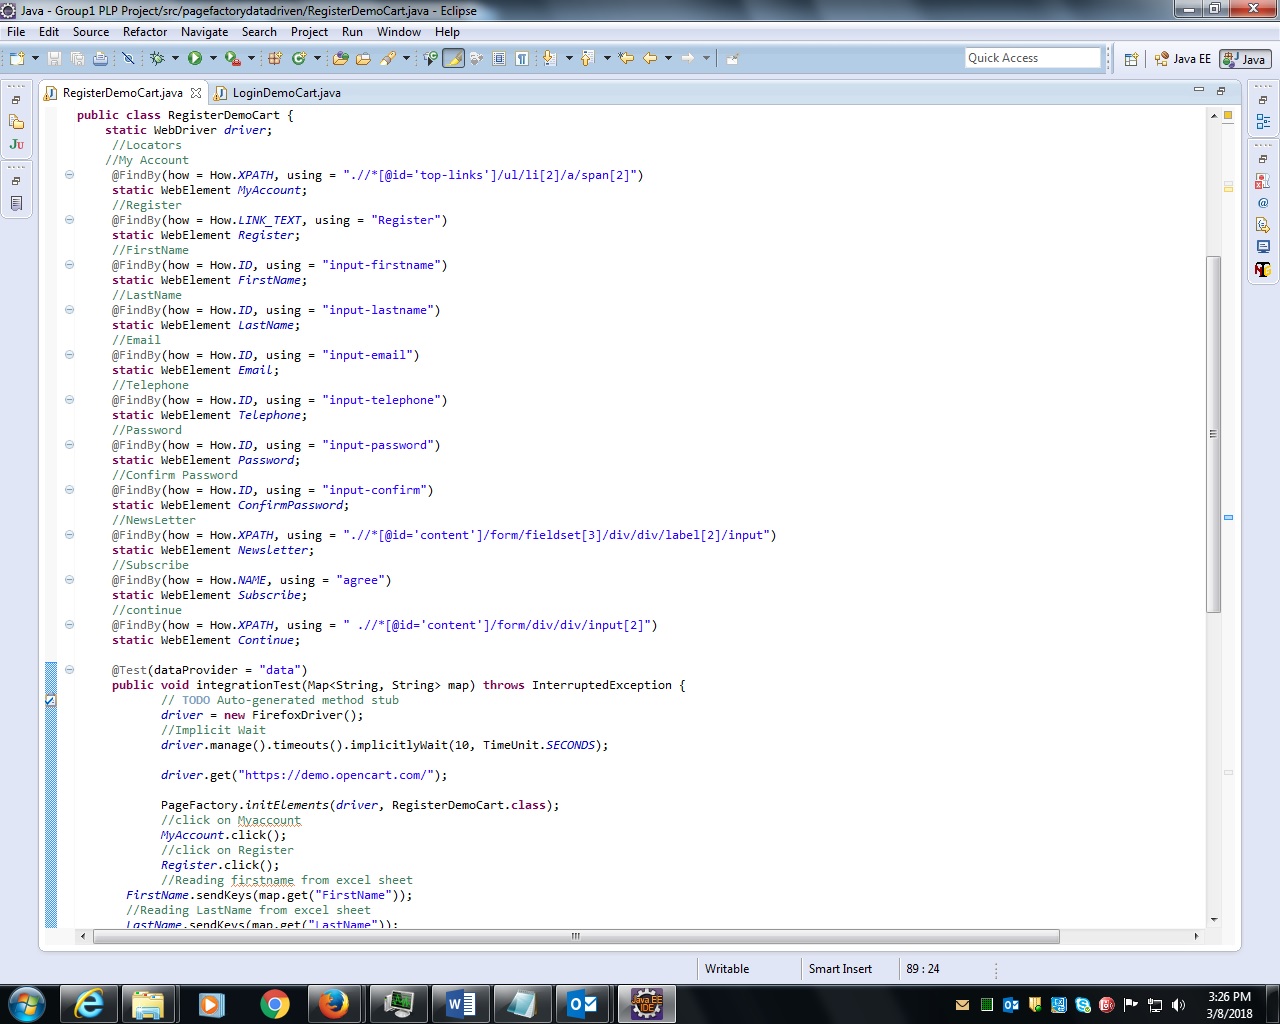 Java - Group1 PLP Project/src/pagefactorydatadriven/RegisterDemoCart.java - Eclipse
File Edit Source Refactor Navigate Search Project Run Window Help
Quick Access
Java EE
Java
RegisterDemoCart.java
LoginDemoCart.java
public class RegisterDemoCart {
static WebDriver driver;
//Locators
//My Account
@FindBy(how = How.XPATH, using = ".//*[@id='top-links']/ul/li[2]/a/span[2]")
static WebElement MyAccount;
//Register
@FindBy(how = How.LINK_TEXT, using = "Register")
static WebElement Register;
//FirstName
@FindBy(how = How.ID, using = "input-firstname")
static WebElement FirstName;
//LastName
@FindBy(how = How.ID, using = "input-lastname")
static WebElement LastName;
//Email
@FindBy(how = How.ID, using = "input-email")
static WebElement Email;
//Telephone
@FindBy(how = How.ID, using = "input-telephone")
static WebElement Telephone;
//Password
@FindBy(how = How.ID, using = "input-password")
static WebElement Password;
//Confirm Password
@FindBy(how = How.ID, using = "input-confirm")
static WebElement ConfirmPassword;
//NewsLetter
@FindBy(how = How.XPATH, using = ".//*[@id='content']/form/fieldset[3]/div/div/label[2]/input")
static WebElement Newsletter;
//Subscribe
@FindBy(how = How.NAME, using = "agree")
static WebElement Subscribe;
//continue
@FindBy(how = How.XPATH, using = " .//*[@id='content']/form/div/div/input[2]")
static WebElement Continue;
@Test(dataProvider = "data")
public void integrationTest(Map<String, String> map) throws InterruptedException {
// TODO Auto-generated method stub
driver = new FirefoxDriver();
//Implicit Wait
driver.manage().timeouts().implicitlyWait(10, TimeUnit.SECONDS);
driver.get("https://demo.opencart.com/");
PageFactory.initElements(driver, RegisterDemoCart.class);
//click on Myaccount
MyAccount.click();
//click on Register
Register.click();
//Reading firstname from excel sheet
FirstName.sendKeys(map.get("FirstName"));
//Reading LastName from excel sheet
LastName.sendKeys(map.get("LastName"));
Writable
Smart Insert
89 : 24
Java EE
IDE
3:26 PM
3/8/2018